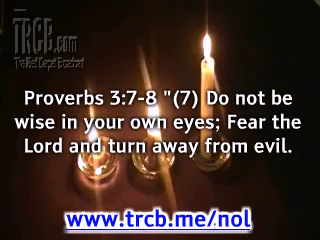 TRCB.com
Proverbs 3:7-8 "(7) Do not be
wise in your own eyes; Fear the
Lord and turn away from evil.
www.trcb.me/nol